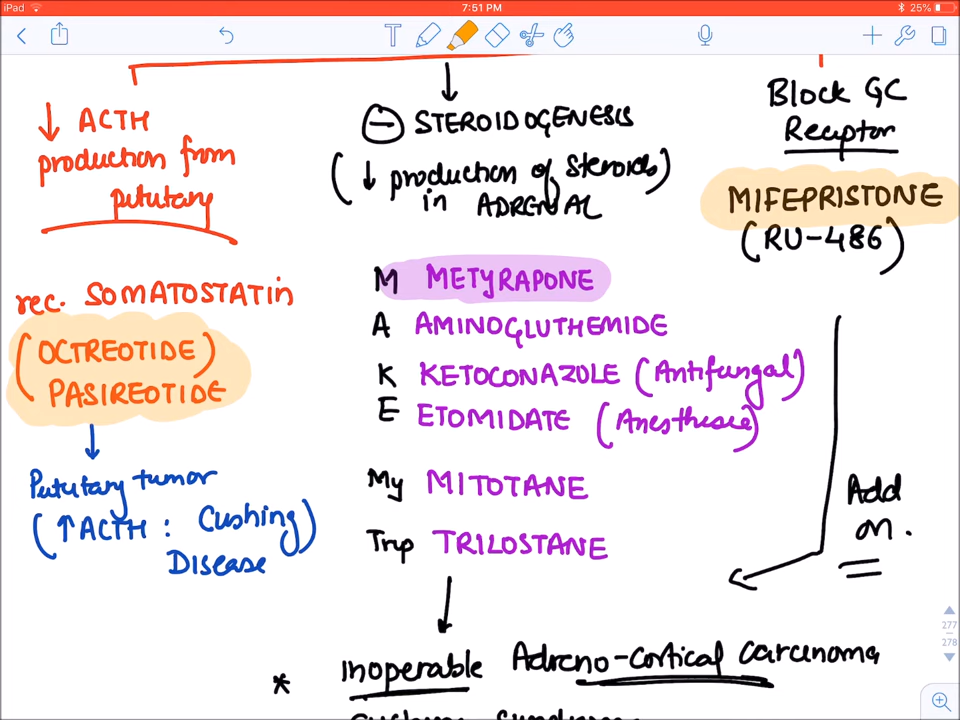 iPad
7:51 PM
25%
T
↓ ACTH
production from
pitutary
rec. SOMATOSTATIN
(OCTREOTIDE)
PASIREOTIDE
↓
Pitutary tumor
(↑ACTH : Cushing)
Disease
↓
⊖ STEROIDOGENESIS
(↓ production of Steroids)
in ADRENAL
M METYRAPONE
A AMINOGLUTHEMIDE
K KETOCONAZOLE (Antifungal)
E ETOMIDATE (Anesthesia)
My MITOTANE
Trip TRILOSTANE
↓
* Inoperable Adreno-cortical carcinoma
Block GC
Receptor
MIFEPRISTONE
(RU-486)
Add
on.
277
278